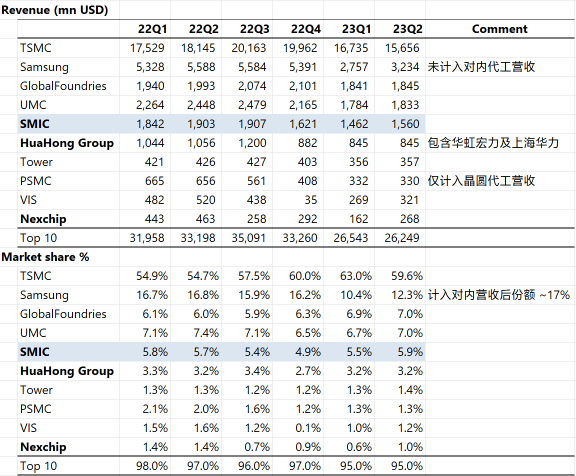 Revenue (mn USD)
22Q1 22Q2 22Q3 22Q4 23Q1 23Q2 Comment
TSMC 17,529 18,145 20,163 19,962 16,735 15,656
Samsung 5,328 5,588 5,584 5,391 2,757 3,234 未计入对内代工营收
GlobalFoundries 1,940 1,993 2,074 2,101 1,841 1,845
UMC 2,264 2,448 2,479 2,165 1,784 1,833
SMIC 1,842 1,903 1,907 1,621 1,462 1,560
HuaHong Group 1,044 1,056 1,200 882 845 845 包含华虹宏力及上海华力
Tower 421 426 427 403 356 357
PSMC 665 656 561 408 332 330 仅计入晶圆代工营收
VIS 482 520 438 35 269 321
Nexchip 443 463 258 292 162 268
Top 10 31,958 33,198 35,091 33,260 26,543 26,249
Market share %
TSMC 54.9% 54.7% 57.5% 60.0% 63.0% 59.6%
Samsung 16.7% 16.8% 15.9% 16.2% 10.4% 12.3% 计入对内营收后份额 ~17%
GlobalFoundries 6.1% 6.0% 5.9% 6.3% 6.9% 7.0%
UMC 7.1% 7.4% 7.1% 6.5% 6.7% 7.0%
SMIC 5.8% 5.7% 5.4% 4.9% 5.5% 5.9%
HuaHong Group 3.3% 3.2% 3.4% 2.7% 3.2% 3.2%
Tower 1.3% 1.3% 1.2% 1.2% 1.3% 1.4%
PSMC 2.1% 2.0% 1.6% 1.2% 1.3% 1.3%
VIS 1.5% 1.6% 1.2% 0.1% 1.0% 1.2%
Nexchip 1.4% 1.4% 0.7% 0.9% 0.6% 1.0%
Top 10 98.0% 97.0% 96.0% 97.0% 95.0% 95.0%